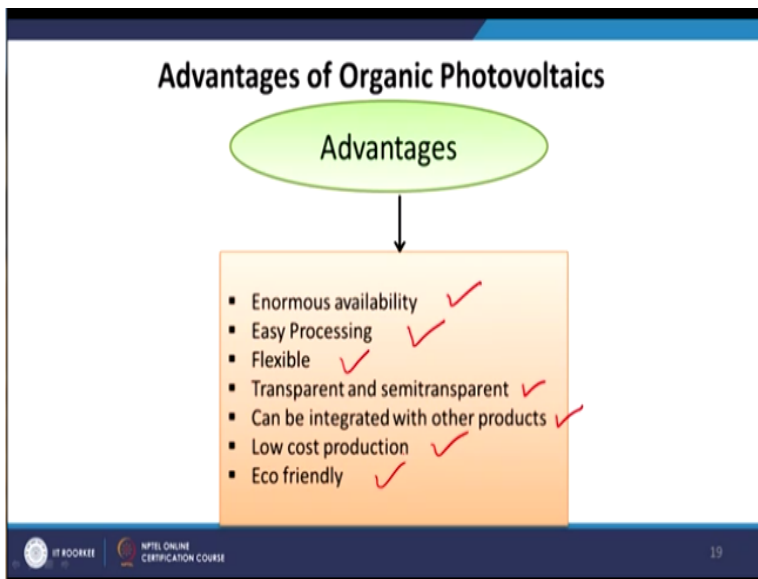 Advantages of Organic Photovoltaics
Advantages
▪ Enormous availability
▪ Easy Processing
▪ Flexible
▪ Transparent and semitransparent
▪ Can be integrated with other products
▪ Low cost production
▪ Eco friendly
IIT ROORKEE
NPTEL ONLINE
CERTIFICATION COURSE
19